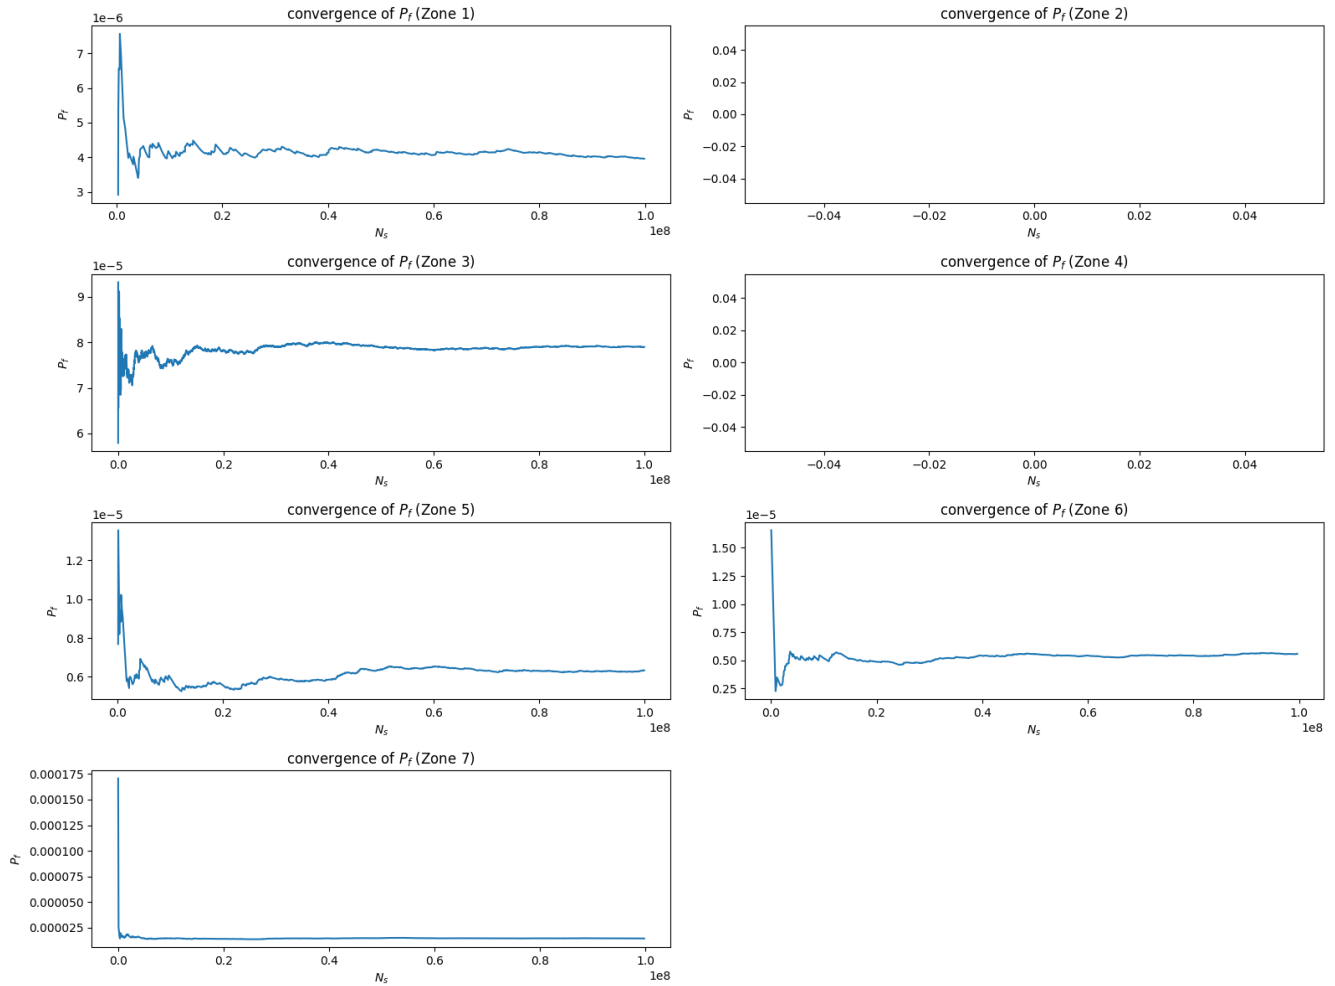 convergence of P_f (Zone 1)
1e−6
7
6
5
4
3
P_f
0.0 0.2 0.4 0.6 0.8 1.0
N_s
1e8
convergence of P_f (Zone 2)
0.04
0.02
0.00
−0.02
−0.04
P_f
−0.04 −0.02 0.00 0.02 0.04
N_s
convergence of P_f (Zone 3)
1e−5
9
8
7
6
P_f
0.0 0.2 0.4 0.6 0.8 1.0
N_s
1e8
convergence of P_f (Zone 4)
0.04
0.02
0.00
−0.02
−0.04
P_f
−0.04 −0.02 0.00 0.02 0.04
N_s
convergence of P_f (Zone 5)
1e−5
1.2
1.0
0.8
0.6
P_f
0.0 0.2 0.4 0.6 0.8 1.0
N_s
1e8
convergence of P_f (Zone 6)
1e−5
1.50
1.25
1.00
0.75
0.50
0.25
P_f
0.0 0.2 0.4 0.6 0.8 1.0
N_s
1e8
convergence of P_f (Zone 7)
0.000175
0.000150
0.000125
0.000100
0.000075
0.000050
0.000025
P_f
0.0 0.2 0.4 0.6 0.8 1.0
N_s
1e8